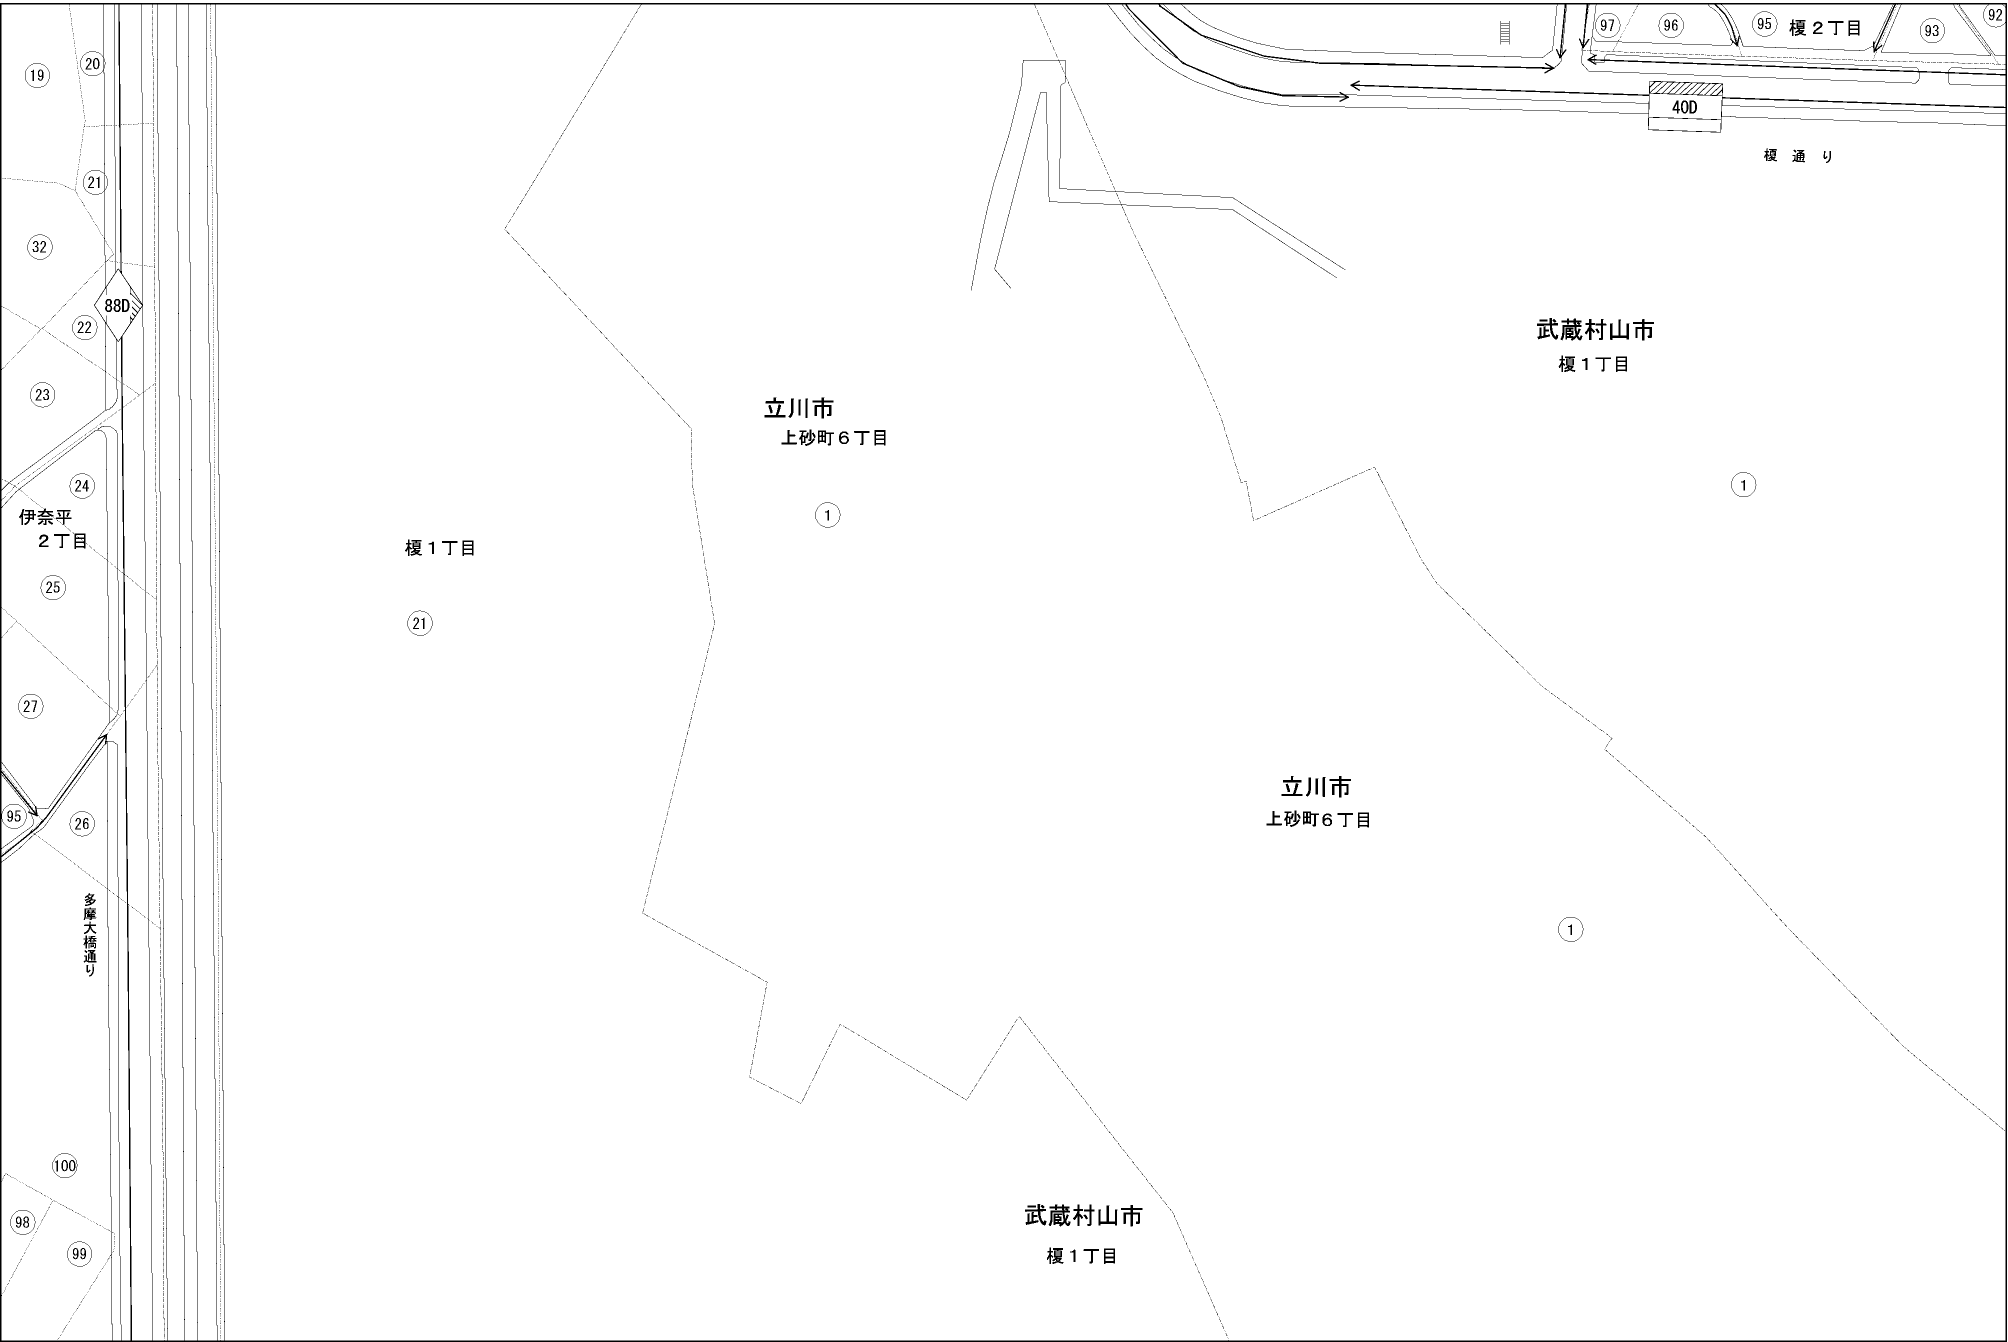 19
20
97
96
95
榎２丁目
93
92
40D
榎通り
21
32
88D
22
武蔵村山市
榎１丁目
23
立川市
上砂町６丁目
24
1
1
伊奈平
２丁目
榎１丁目
25
21
27
立川市
上砂町６丁目
95
26
1
多摩大橋通り
100
98
99
武蔵村山市
榎１丁目